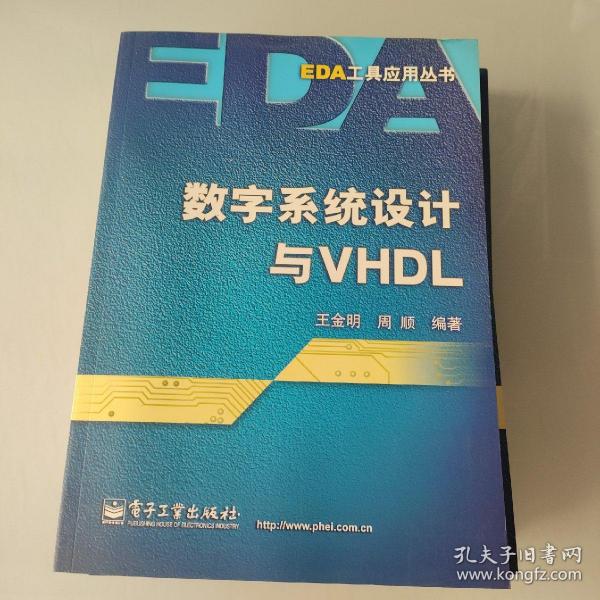 EDA
EDA工具应用丛书
数字系统设计
与VHDL
王金明 周 顺 编著
電子工業出版社
PUBLISHING HOUSE OF ELECTRONICS INDUSTRY
http://www.phei.com.cn
孔夫子旧书网
www.kongfz.com